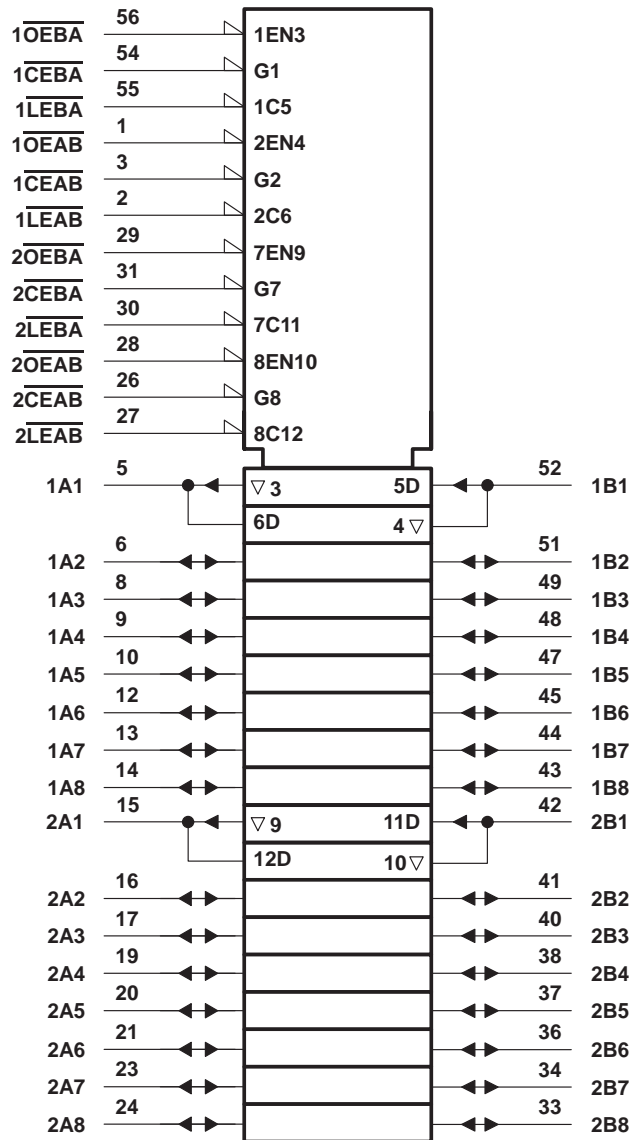 1OEBA 56 1EN3
1CEBA 54 G1
1LEBA 55 1C5
1OEAB 1 2EN4
1CEAB 3 G2
1LEAB 2 2C6
2OEBA 29 7EN9
2CEBA 31 G7
2LEBA 30 7C11
2OEAB 28 8EN10
2CEAB 26 G8
2LEAB 27 8C12
1A1 5 ▽ 3 5D 52 1B1
6D 4 ▽
1A2 6 51 1B2
1A3 8 49 1B3
1A4 9 48 1B4
1A5 10 47 1B5
1A6 12 45 1B6
1A7 13 44 1B7
1A8 14 43 1B8
2A1 15 ▽ 9 11D 42 2B1
12D 10 ▽
2A2 16 41 2B2
2A3 17 40 2B3
2A4 19 38 2B4
2A5 20 37 2B5
2A6 21 36 2B6
2A7 23 34 2B7
2A8 24 33 2B8